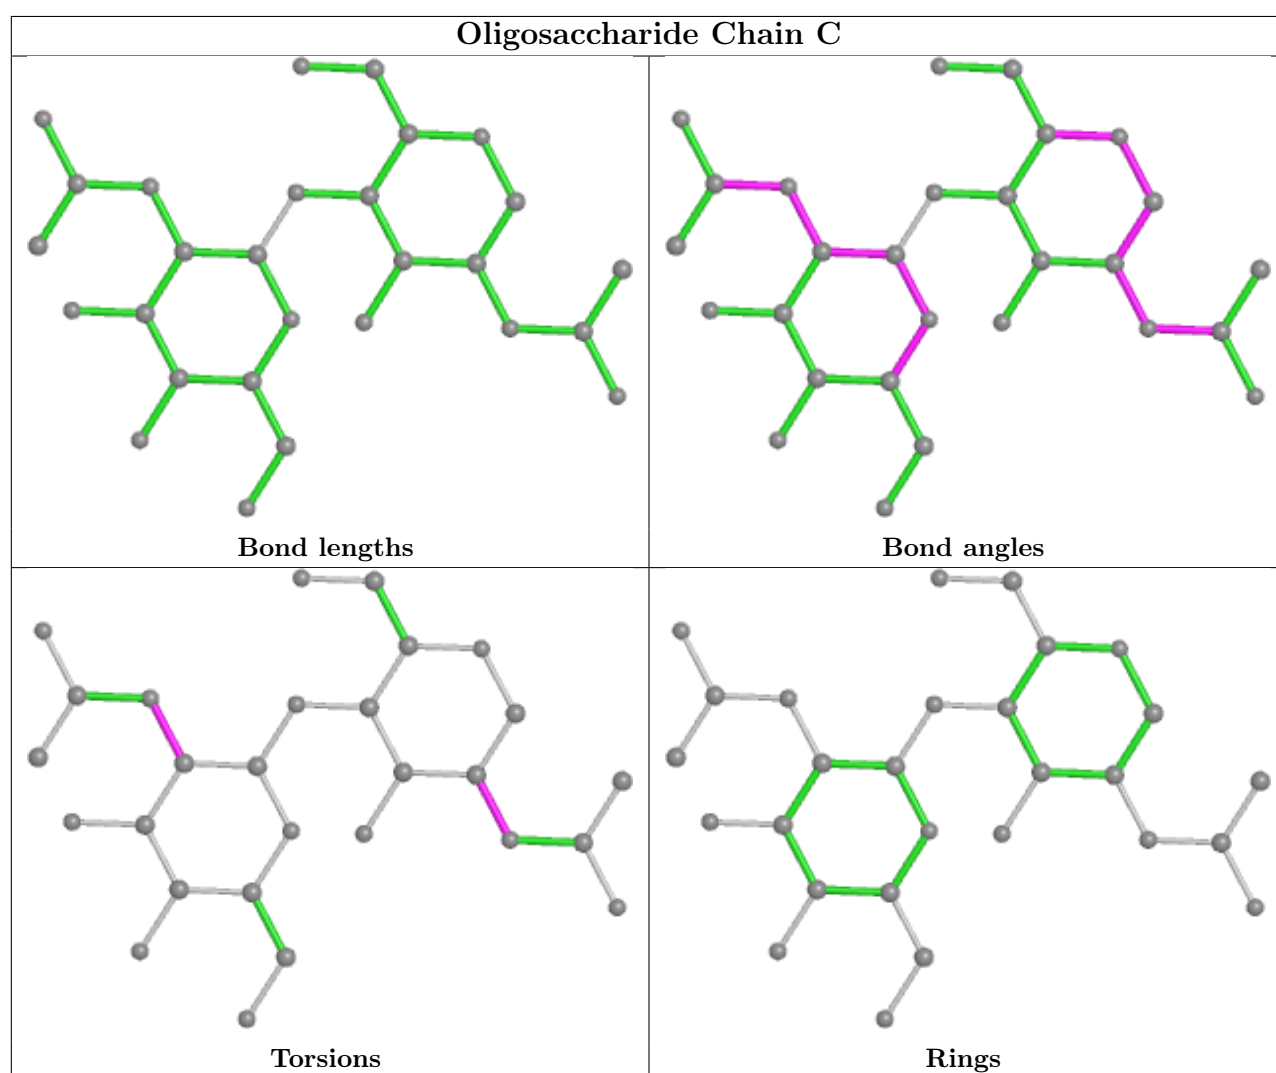 Oligosaccharide Chain C
Bond lengths
Bond angles
Torsions
Rings